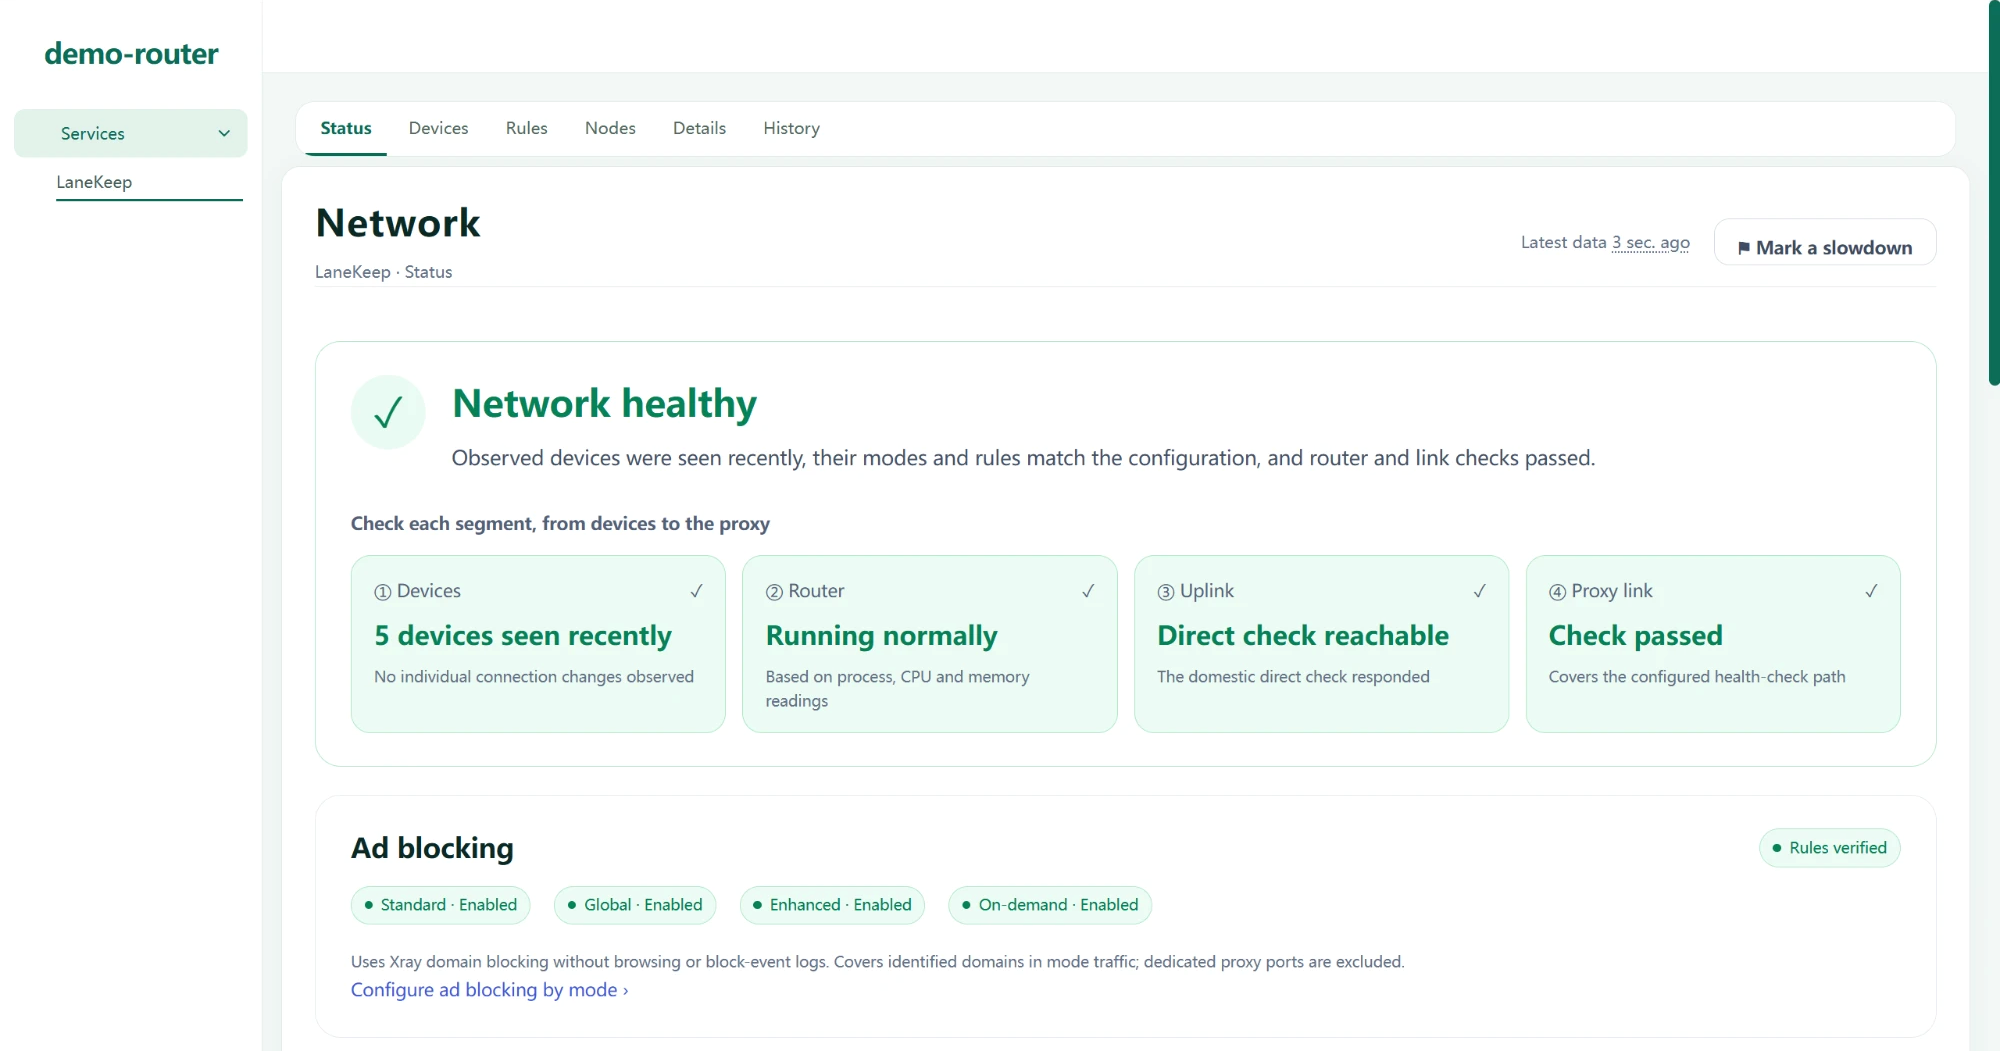 demo-router
Services
LaneKeep
Status
Devices
Rules
Nodes
Details
History
Network
LaneKeep · Status
Latest data 3 sec. ago
⚑ Mark a slowdown
✓
Network healthy
Observed devices were seen recently, their modes and rules match the configuration, and router and link checks passed.
Check each segment, from devices to the proxy
① Devices ✓
5 devices seen recently
No individual connection changes observed
② Router ✓
Running normally
Based on process, CPU and memory
readings
③ Uplink ✓
Direct check reachable
The domestic direct check responded
④ Proxy link ✓
Check passed
Covers the configured health-check path
Ad blocking
● Rules verified
● Standard · Enabled
● Global · Enabled
● Enhanced · Enabled
● On-demand · Enabled
Uses Xray domain blocking without browsing or block-event logs. Covers identified domains in mode traffic; dedicated proxy ports are excluded.
Configure ad blocking by mode ›